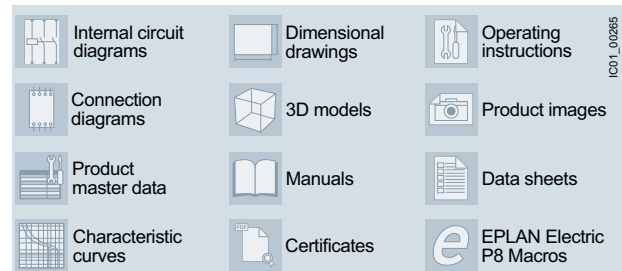 Internal circuit
diagrams
Dimensional
drawings
Operating
instructions
IC01_00265
Connection
diagrams
3D models
Product images
Product
master data
Manuals
Data sheets
Characteristic
curves
PDF
Certificates
e
EPLAN Electric
P8 Macros